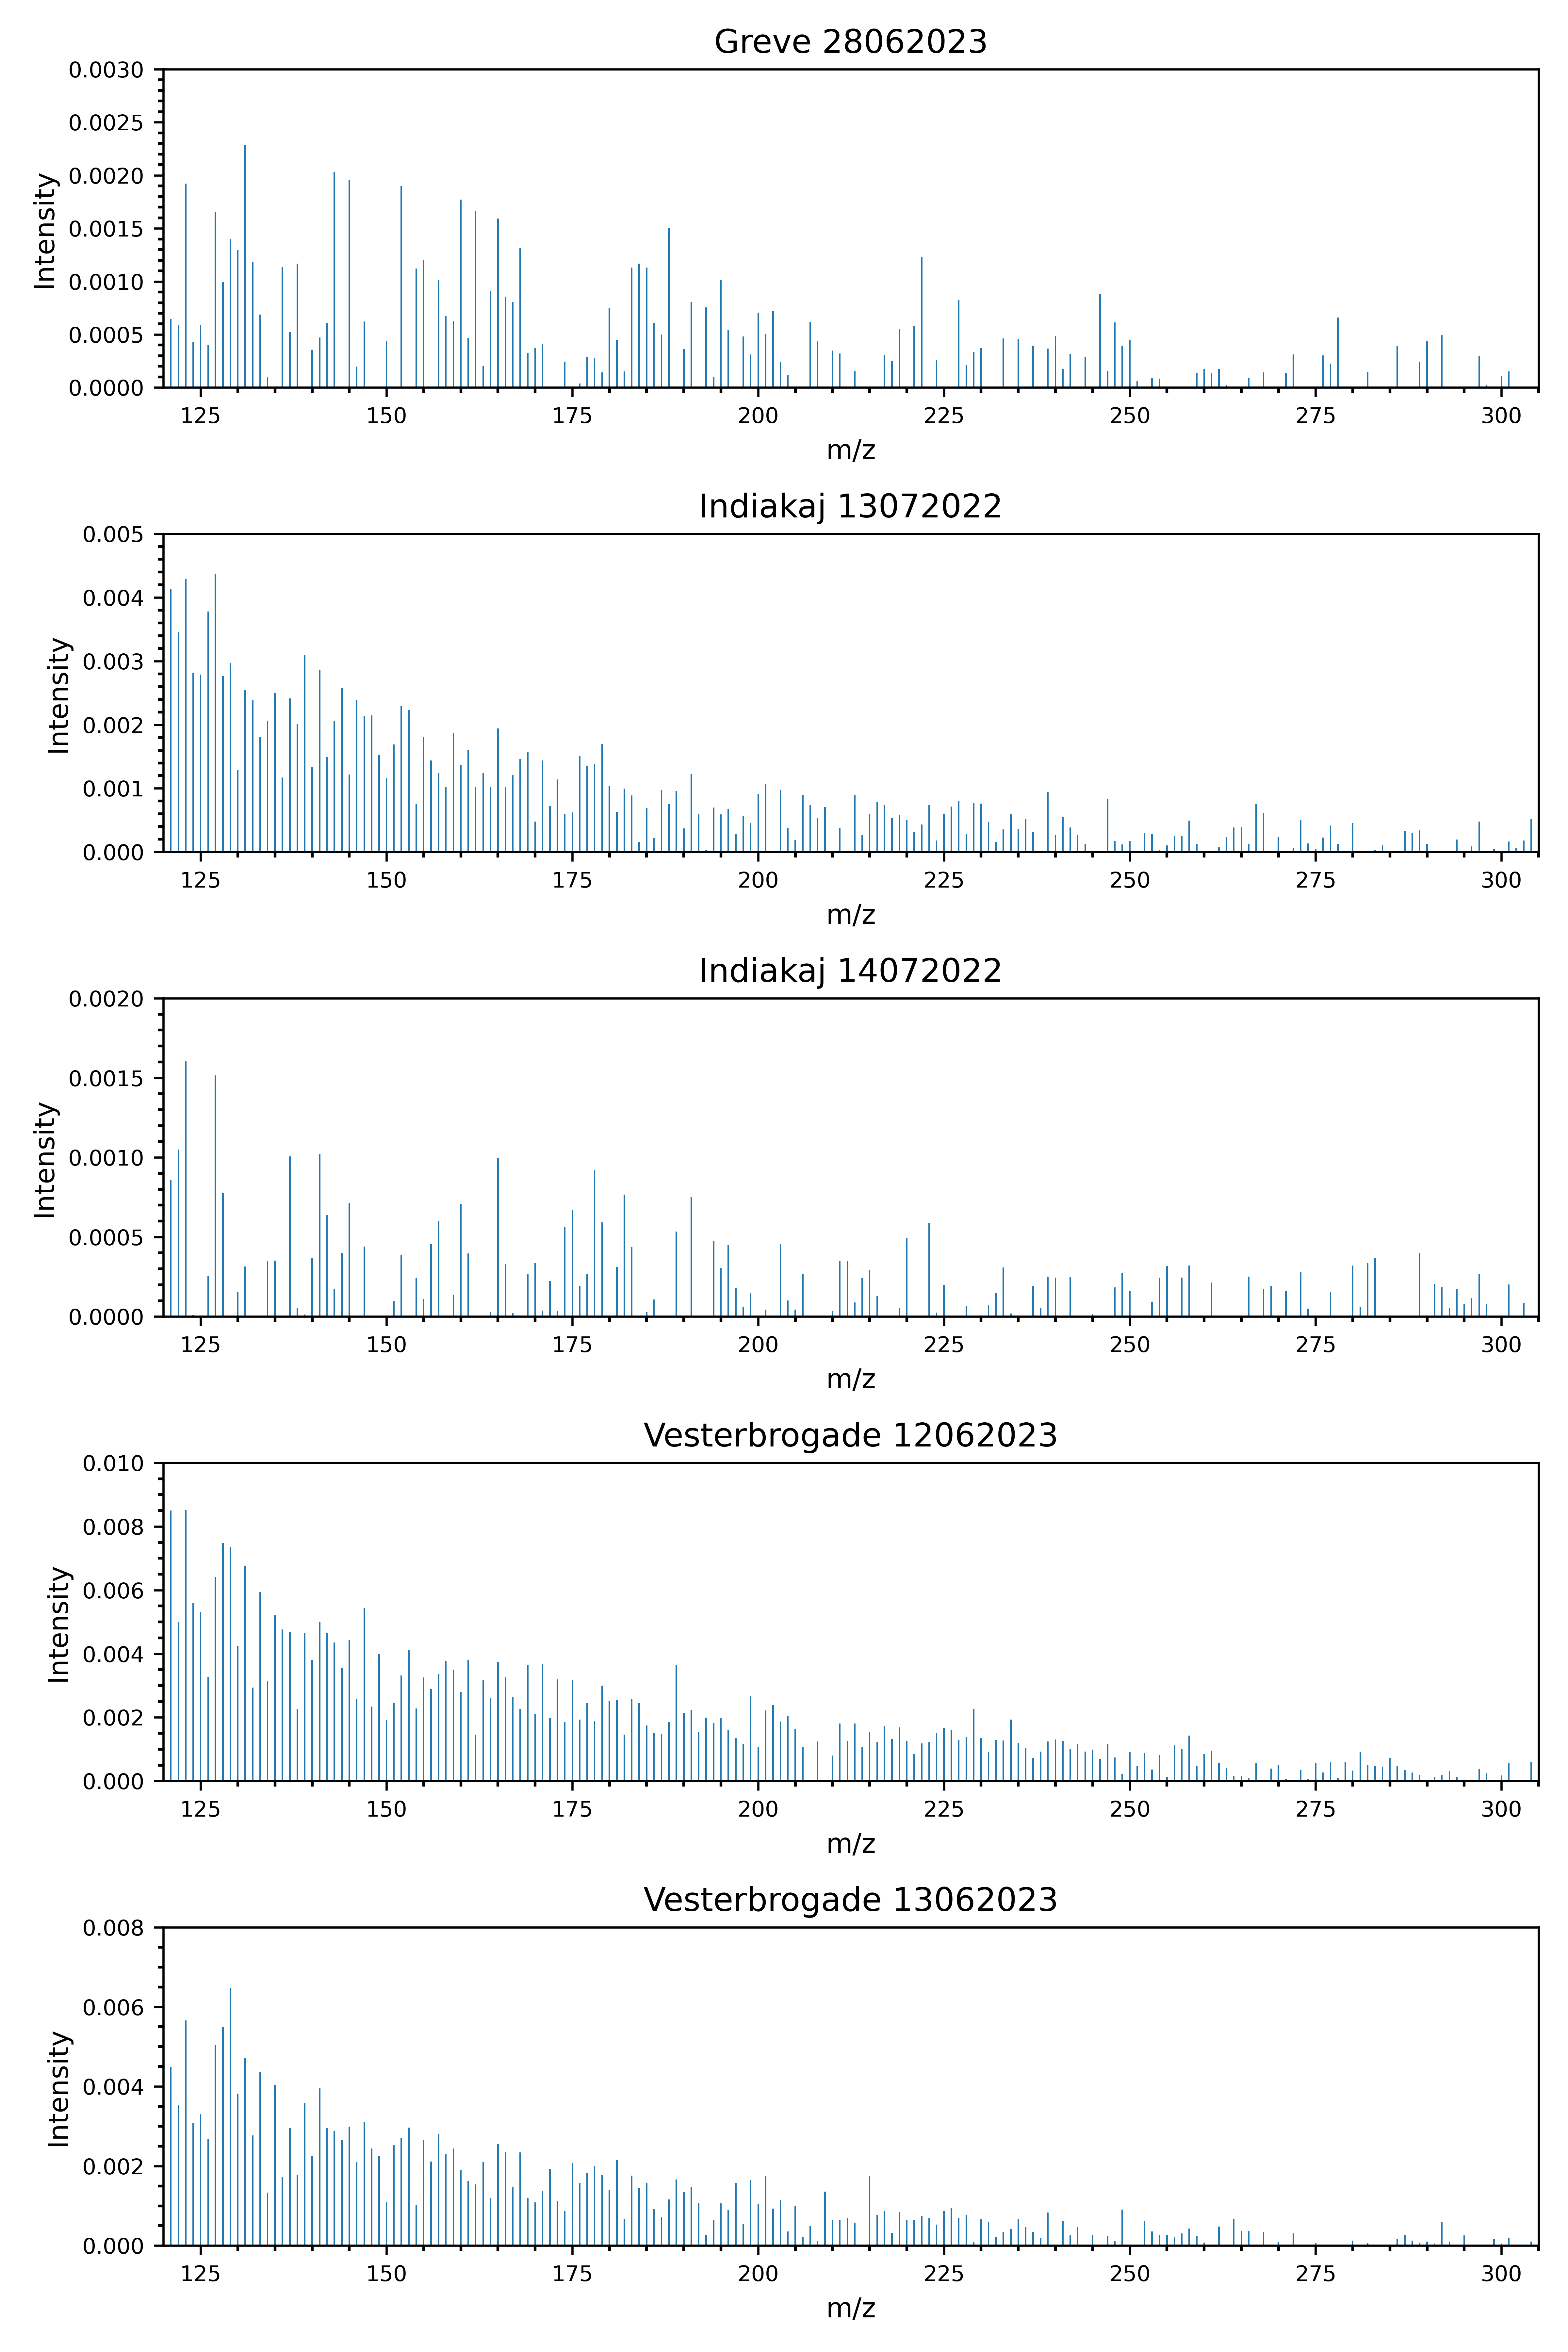 Greve 28062023
0.0030
0.0025
0.0020
0.0015
0.0010
0.0005
0.0000
Intensity
125 150 175 200 225 250 275 300
m/z
Indiakaj 13072022
0.005
0.004
0.003
0.002
0.001
0.000
Intensity
125 150 175 200 225 250 275 300
m/z
Indiakaj 14072022
0.0020
0.0015
0.0010
0.0005
0.0000
Intensity
125 150 175 200 225 250 275 300
m/z
Vesterbrogade 12062023
0.010
0.008
0.006
0.004
0.002
0.000
Intensity
125 150 175 200 225 250 275 300
m/z
Vesterbrogade 13062023
0.008
0.006
0.004
0.002
0.000
Intensity
125 150 175 200 225 250 275 300
m/z